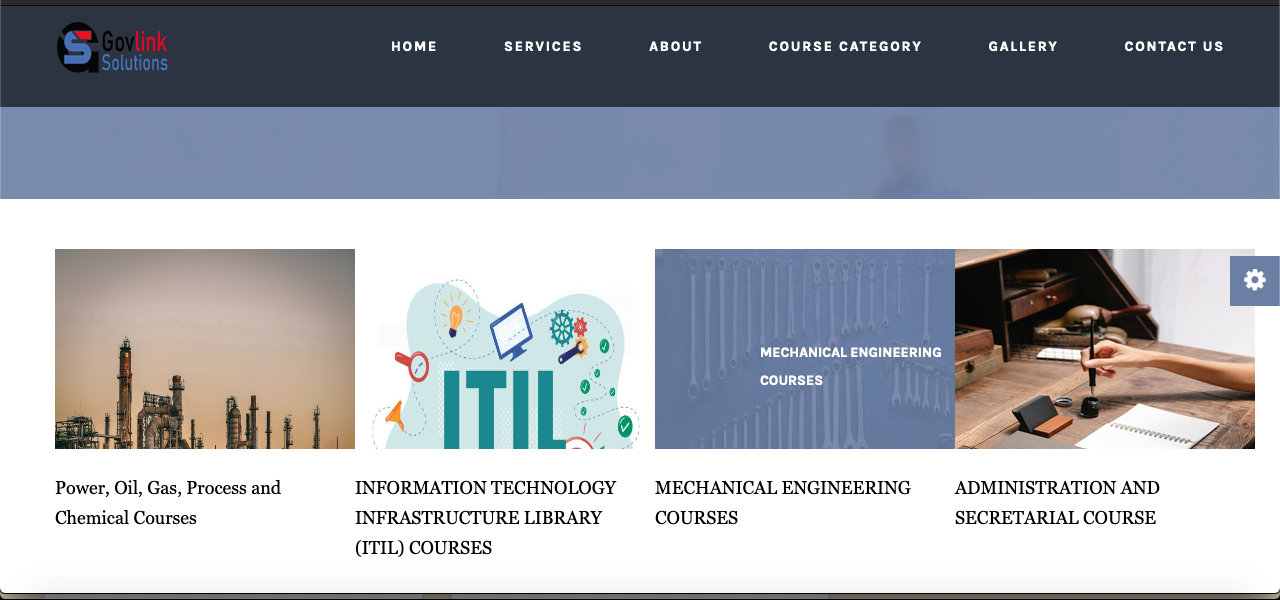 Govlink
Solutions
HOME SERVICES ABOUT COURSE CATEGORY GALLERY CONTACT US
ITIL
MECHANICAL ENGINEERING
COURSES
Power, Oil, Gas, Process and
Chemical Courses
INFORMATION TECHNOLOGY
INFRASTRUCTURE LIBRARY
(ITIL) COURSES
MECHANICAL ENGINEERING
COURSES
ADMINISTRATION AND
SECRETARIAL COURSE